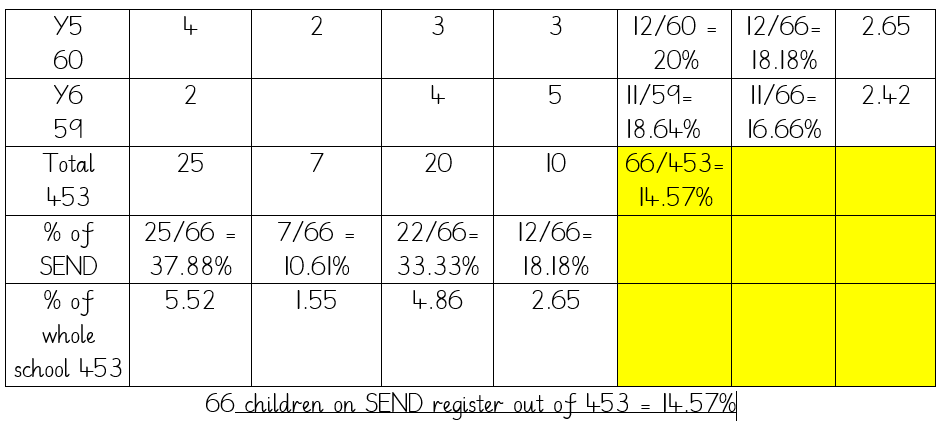 Y5 4 2 3 3 12/60 = 12/66= 2.65
60 20% 18.18%
Y6 2 4 5 11/59= 11/66= 2.42
59 18.64% 16.66%
Total 25 7 20 10 66/453=
453 14.57%
% of 25/66 = 7/66 = 22/66= 12/66=
SEND 37.88% 10.61% 33.33% 18.18%
% of 5.52 1.55 4.86 2.65
whole
school 453
66 children on SEND register out of 453 = 14.57%